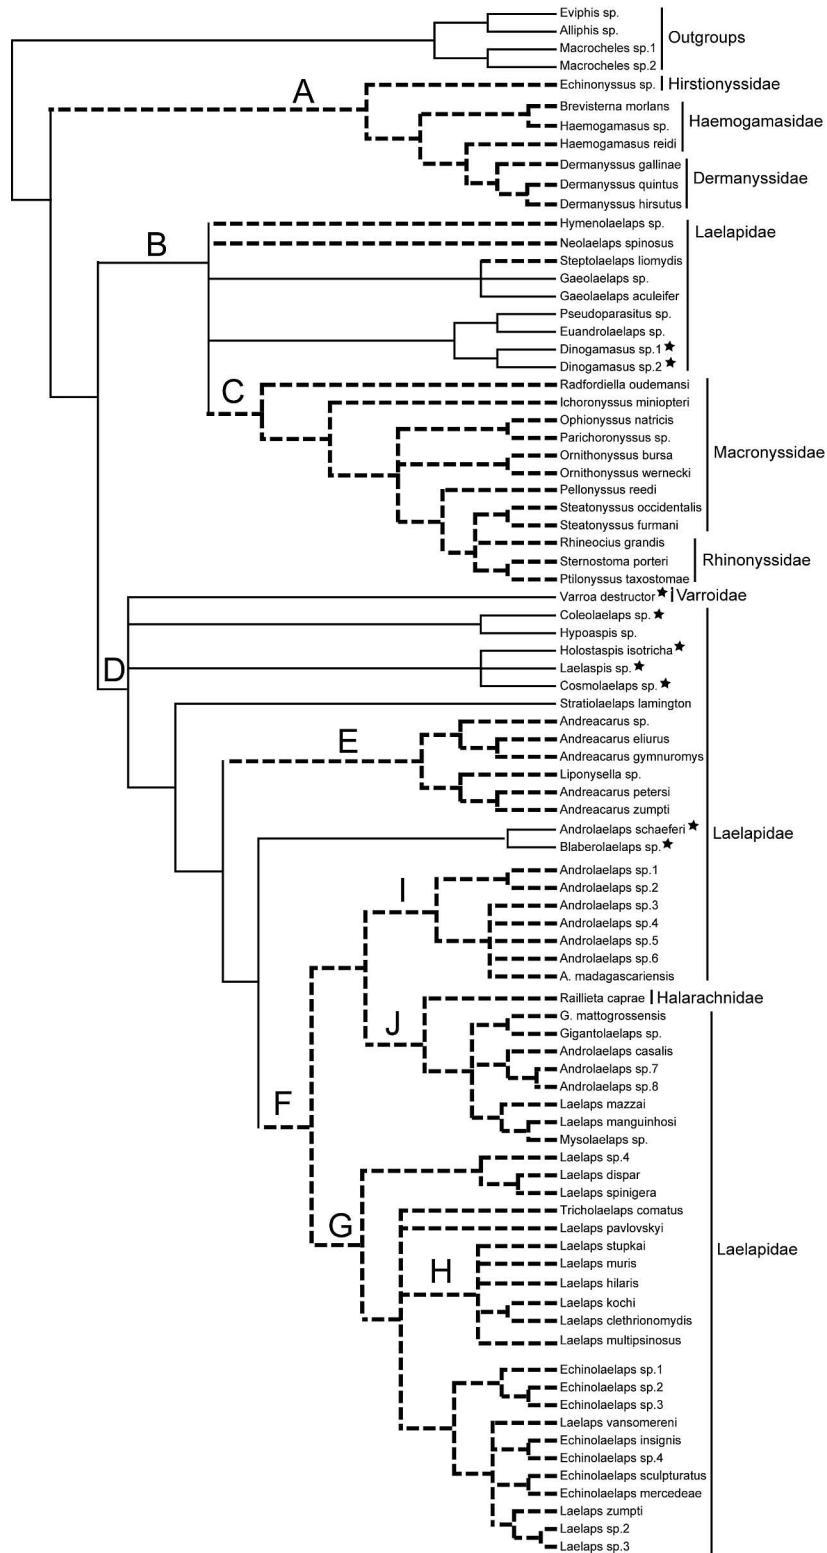 Eviphis sp.
Alliphis sp.
Macrocheles sp.1
Macrocheles sp.2
Outgroups
A
Echinonyssus sp.
Hirstionyssidae
Brevisterna morlans
Haemogamasus sp.
Haemogamasus reidi
Haemogamasidae
Dermanyssus gallinae
Dermanyssus quintus
Dermanyssus hirsutus
Dermanyssidae
B
Hymenolaelaps sp.
Neolaelaps spinosus
Steptolaelaps liomydis
Gaeolaelaps sp.
Gaeolaelaps aculeifer
Pseudoparasitus sp.
Euandrolaelaps sp.
Dinogamasus sp.1★
Dinogamasus sp.2★
Laelapidae
C
Radfordiella oudemansi
Ichoronyssus miniopteri
Ophionyssus natricis
Parichoronyssus sp.
Ornithonyssus bursa
Ornithonyssus wernecki
Pellonyssus reedi
Steatonyssus occidentalis
Steatonyssus furmani
Macronyssidae
Rhineocius grandis
Sternostoma porteri
Ptilonyssus taxostomae
Rhinonyssidae
Varroa destructor★
Varroidae
D
Coleolaelaps sp.★
Hypoaspis sp.
Holostaspis isotricha★
Laelaspis sp.★
Cosmolaelaps sp.★
Stratiolaelaps lamington
E
Andreacarus sp.
Andreacarus eliurus
Andreacarus gymnuromys
Liponysella sp.
Andreacarus petersi
Andreacarus zumpti
Androlaelaps schaeferi★
Blaberolaelaps sp.★
Laelapidae
I
Androlaelaps sp.1
Androlaelaps sp.2
Androlaelaps sp.3
Androlaelaps sp.4
Androlaelaps sp.5
Androlaelaps sp.6
A. madagascariensis
J
Raillieta caprae
Halarachnidae
G. mattogrossensis
Gigantolaelaps sp.
Androlaelaps casalis
Androlaelaps sp.7
Androlaelaps sp.8
F
Laelaps mazzai
Laelaps manguinhosi
Mysolaelaps sp.
Laelaps sp.4
Laelaps dispar
Laelaps spinigera
G
Tricholaelaps comatus
Laelaps pavlovskyi
H
Laelaps stupkai
Laelaps muris
Laelaps hilaris
Laelaps kochi
Laelaps clethrionomydis
Laelaps multipsinosus
Laelapidae
Echinolaelaps sp.1
Echinolaelaps sp.2
Echinolaelaps sp.3
Laelaps vansomereni
Echinolaelaps insignis
Echinolaelaps sp.4
Echinolaelaps sculpturatus
Echinolaelaps mercedeae
Laelaps zumpti
Laelaps sp.2
Laelaps sp.3